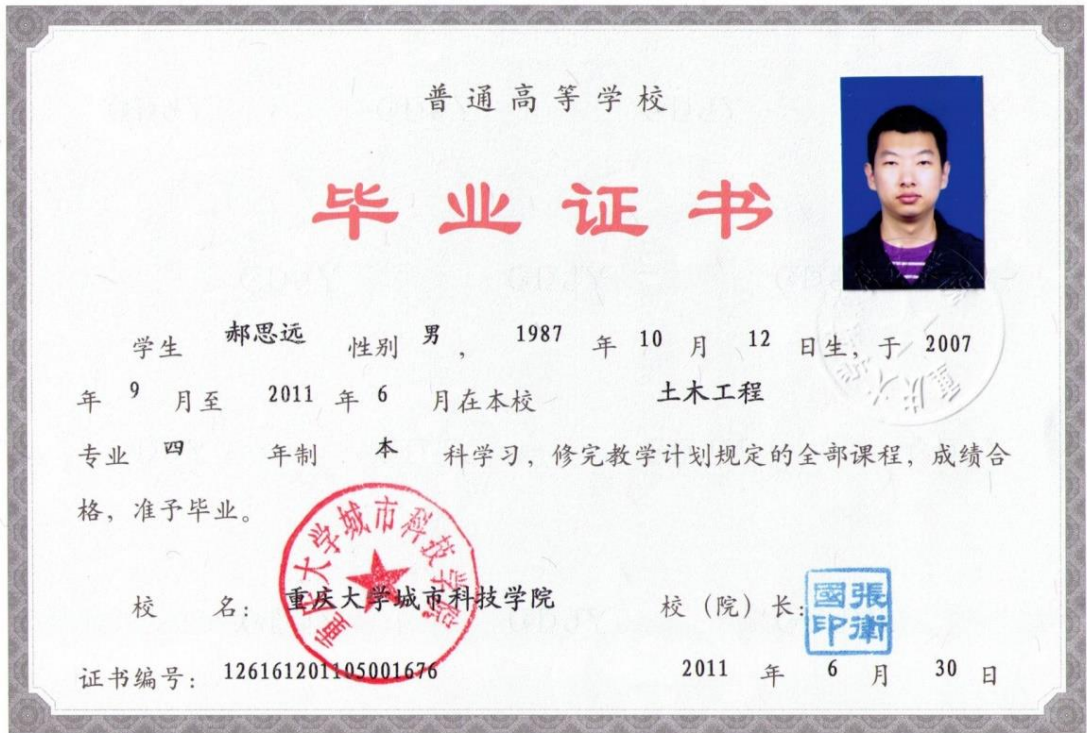 普通高等学校
毕业证书
学生 郝思远 性别 男 ， 1987 年 10 月 12 日生，于 2007
年 9 月至 2011 年 6 月在本校 土木工程
专业 四 年制 本 科学习，修完教学计划规定的全部课程，成绩合
格，准予毕业。
重庆大学城市科技学院
校 名： 重庆大学城市科技学院 校（院）长： 張衛國印
证书编号： 126161201105001676 2011 年 6 月 30 日